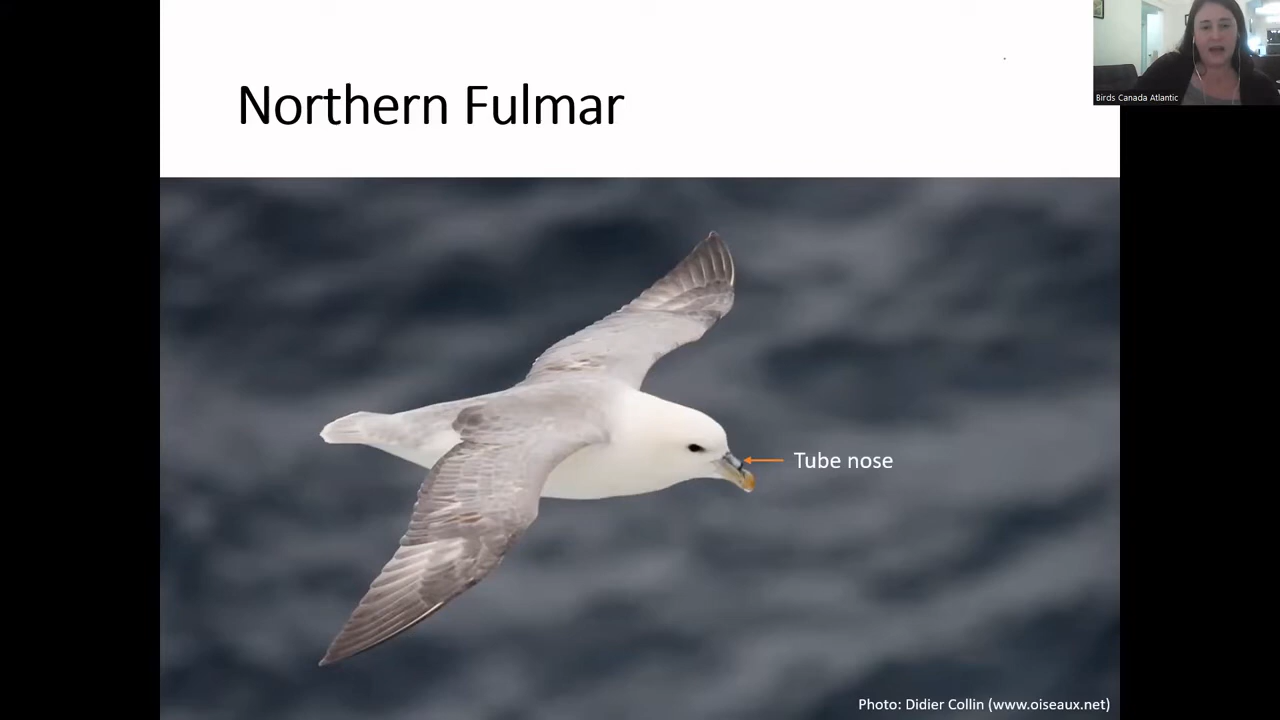 Northern Fulmar
Birds Canada Atlantic
Tube nose
Photo: Didier Collin (www.oiseaux.net)